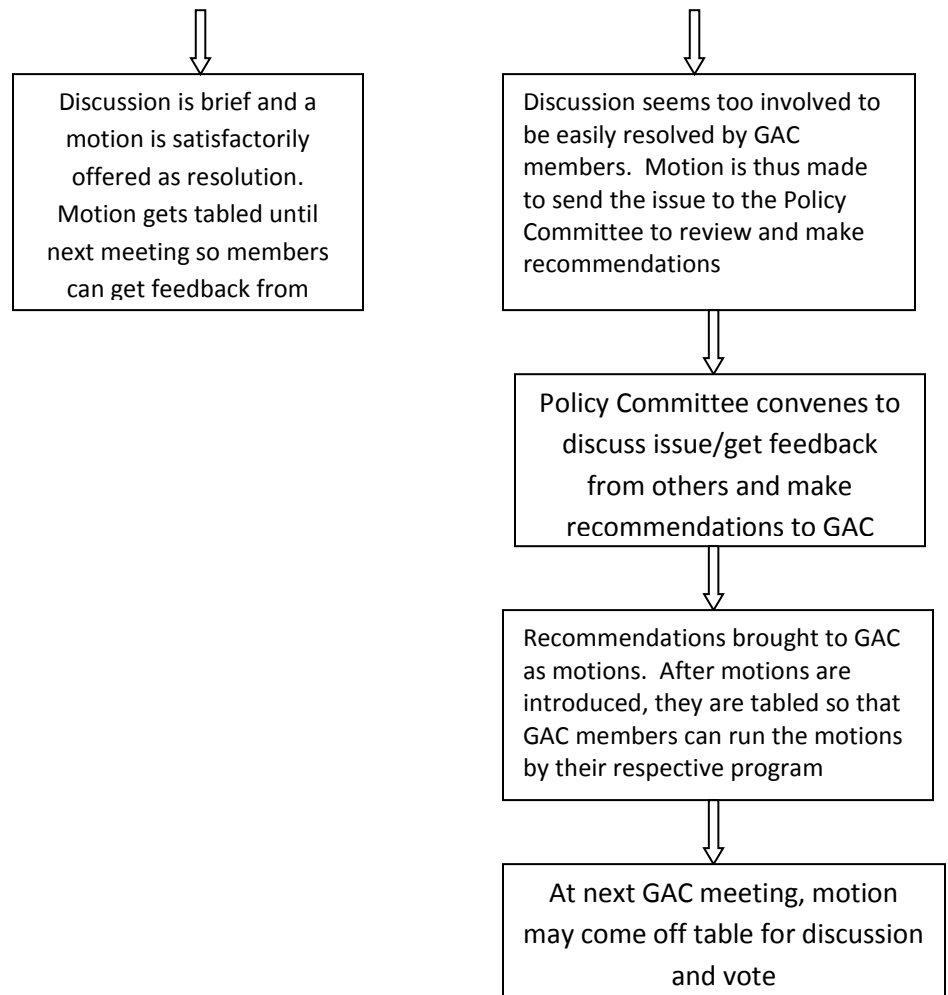 Discussion is brief and a
motion is satisfactorily
offered as resolution.
Motion gets tabled until
next meeting so members
can get feedback from
Discussion seems too involved to
be easily resolved by GAC
members.  Motion is thus made
to send the issue to the Policy
Committee to review and make
recommendations
Policy Committee convenes to
discuss issue/get feedback
from others and make
recommendations to GAC
Recommendations brought to GAC
as motions.  After motions are
introduced, they are tabled so that
GAC members can run the motions
by their respective program
At next GAC meeting, motion
may come off table for discussion
and vote